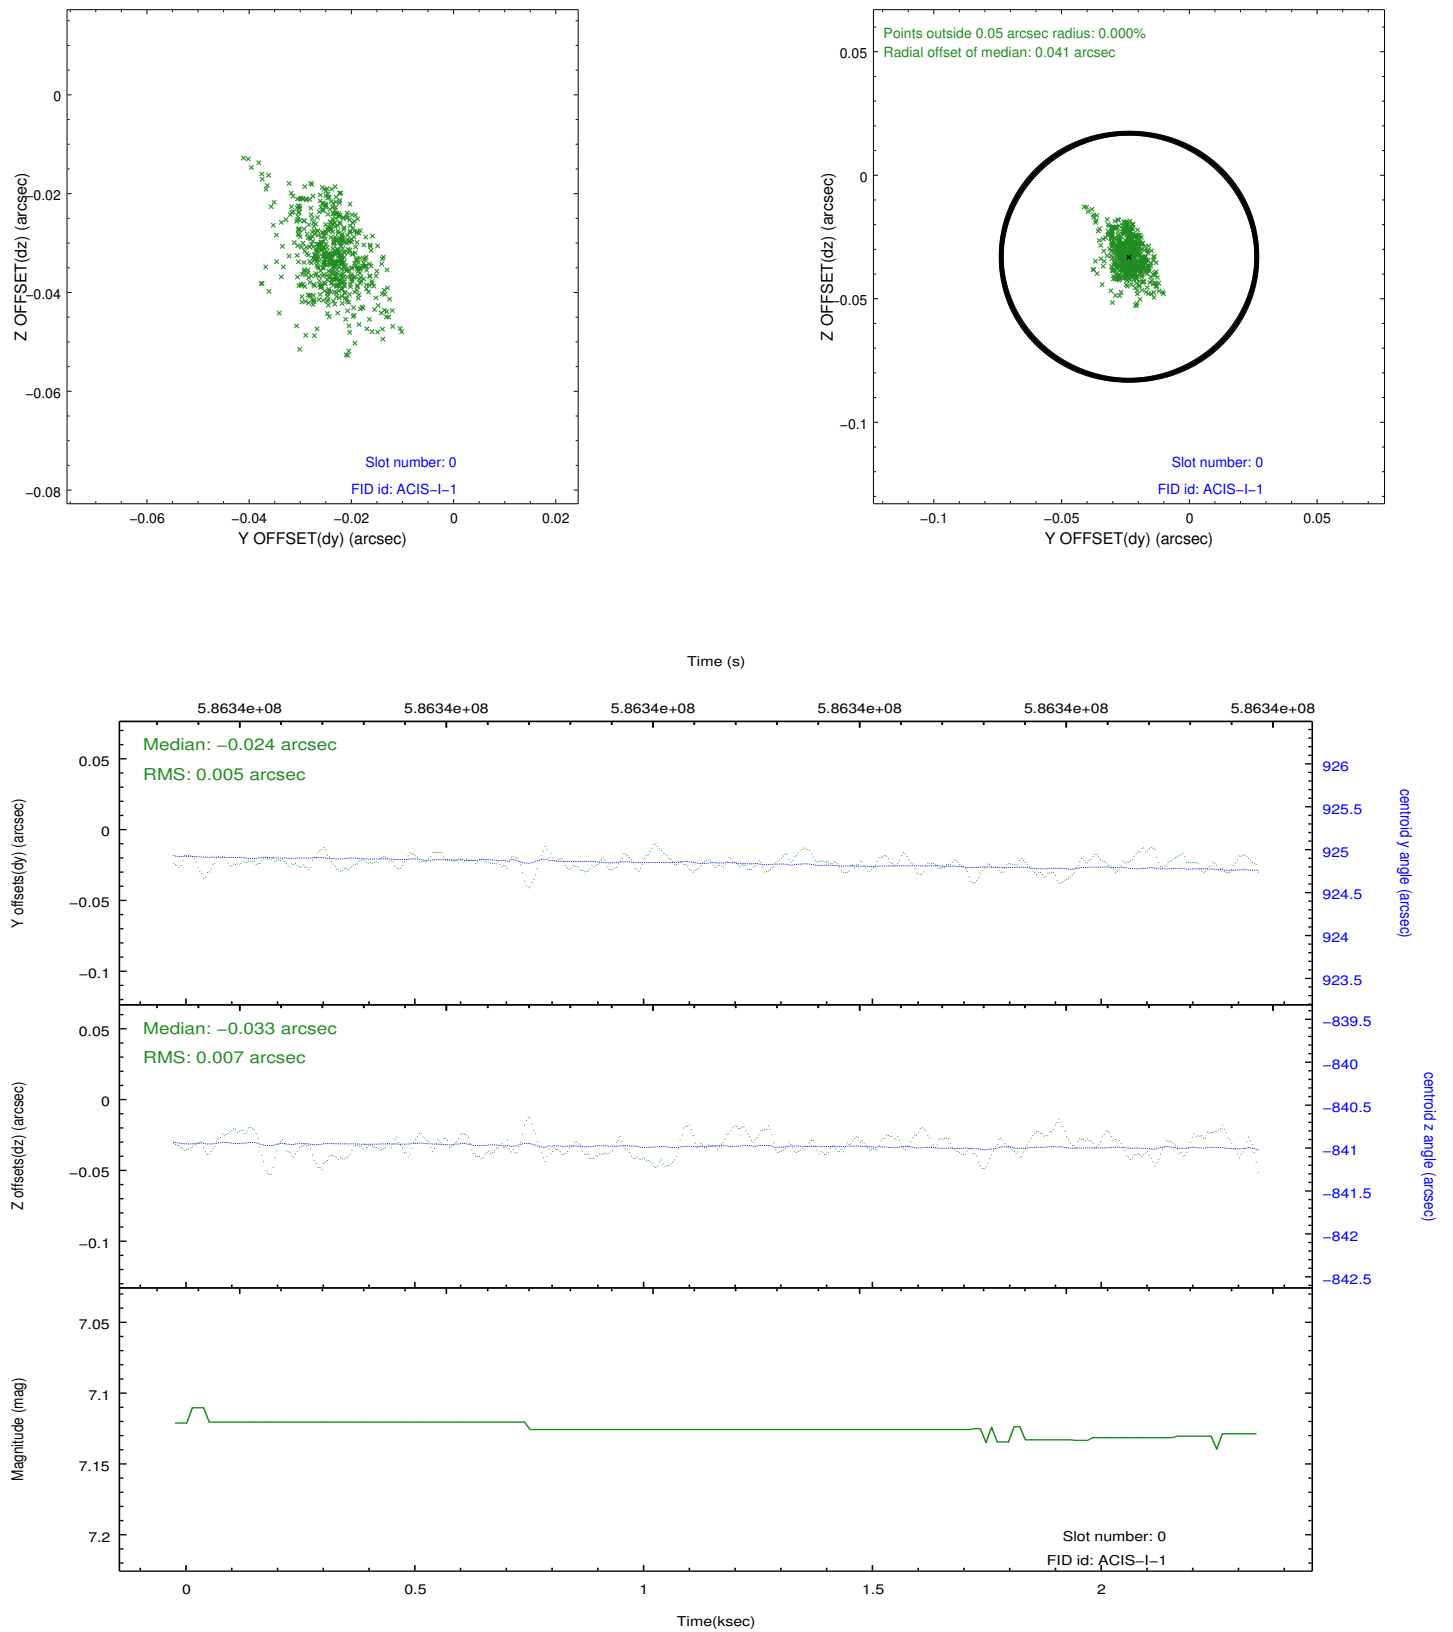 Points outside 0.05 arcsec radius: 0.000%
Radial offset of median: 0.041 arcsec
0
−0.02
−0.04
−0.06
−0.08
Z OFFSET(dz) (arcsec)
Slot number: 0
FID id: ACIS−I−1
−0.06 −0.04 −0.02 0 0.02
Y OFFSET(dy) (arcsec)
0.05
0
−0.05
−0.1
Z OFFSET(dz) (arcsec)
Slot number: 0
FID id: ACIS−I−1
−0.1 −0.05 0 0.05
Y OFFSET(dy) (arcsec)
Time (s)
5.8634e+08 5.8634e+08 5.8634e+08 5.8634e+08 5.8634e+08 5.8634e+08
Median: −0.024 arcsec
RMS: 0.005 arcsec
0.05
0
−0.05
−0.1
Y offsets(dy) (arcsec)
926
925.5
925
924.5
924
923.5
centroid y angle (arcsec)
Median: −0.033 arcsec
RMS: 0.007 arcsec
0.05
0
−0.05
−0.1
Z offsets(dz) (arcsec)
−839.5
−840
−840.5
−841
−841.5
−842
−842.5
centroid z angle (arcsec)
7.05
7.1
7.15
7.2
Magnitude (mag)
Slot number: 0
FID id: ACIS−I−1
0 0.5 1 1.5 2
Time(ksec)